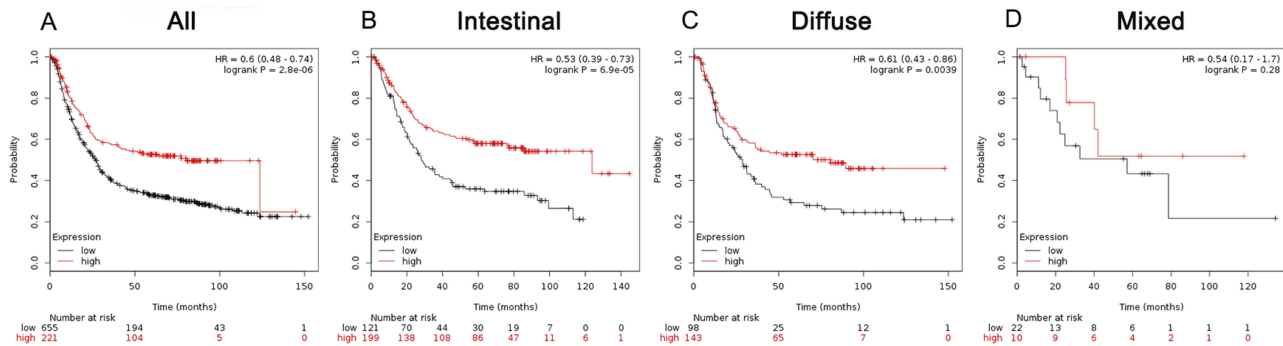 A All
HR = 0.6 (0.48 - 0.74)
logrank P = 2.8e-06
Probability
1.0
0.8
0.6
0.4
0.2
0.0
Expression
low
high
0 50 100 150
Time (months)
Number at risk
low 655 194 43 1
high 221 104 5 0
B Intestinal
HR = 0.53 (0.39 - 0.73)
logrank P = 6.9e-05
Probability
1.0
0.8
0.6
0.4
0.2
0.0
Expression
low
high
0 20 40 60 80 100 120 140
Time (months)
Number at risk
low 121 70 44 30 19 7 0 0
high 199 138 108 86 47 11 6 1
C Diffuse
HR = 0.61 (0.43 - 0.86)
logrank P = 0.0039
Probability
1.0
0.8
0.6
0.4
0.2
0.0
Expression
low
high
0 50 100 150
Time (months)
Number at risk
low 98 25 12 1
high 143 65 7 0
D Mixed
HR = 0.54 (0.17 - 1.7)
logrank P = 0.28
Probability
1.0
0.8
0.6
0.4
0.2
0.0
Expression
low
high
0 20 40 60 80 100 120
Time (months)
Number at risk
low 22 13 8 6 1 1 1
high 10 9 6 4 2 1 0